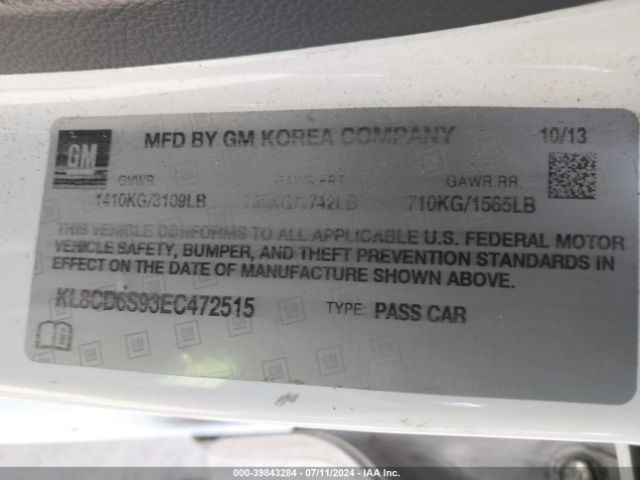 GM
MFD BY GM KOREA COMPANY 10/13
GVWR GAWR FRT GAWR RR.
1410KG/3109LB 710KG/1565LB
THIS VEHICLE CONFORMS TO ALL APPLICABLE U.S. FEDERAL MOTOR
VEHICLE SAFETY, BUMPER, AND THEFT PREVENTION STANDARDS IN
EFFECT ON THE DATE OF MANUFACTURE SHOWN ABOVE.
KL8CD6S93EC472515 TYPE: PASS CAR
000-39843284 - 07/11/2024 - IAA Inc.